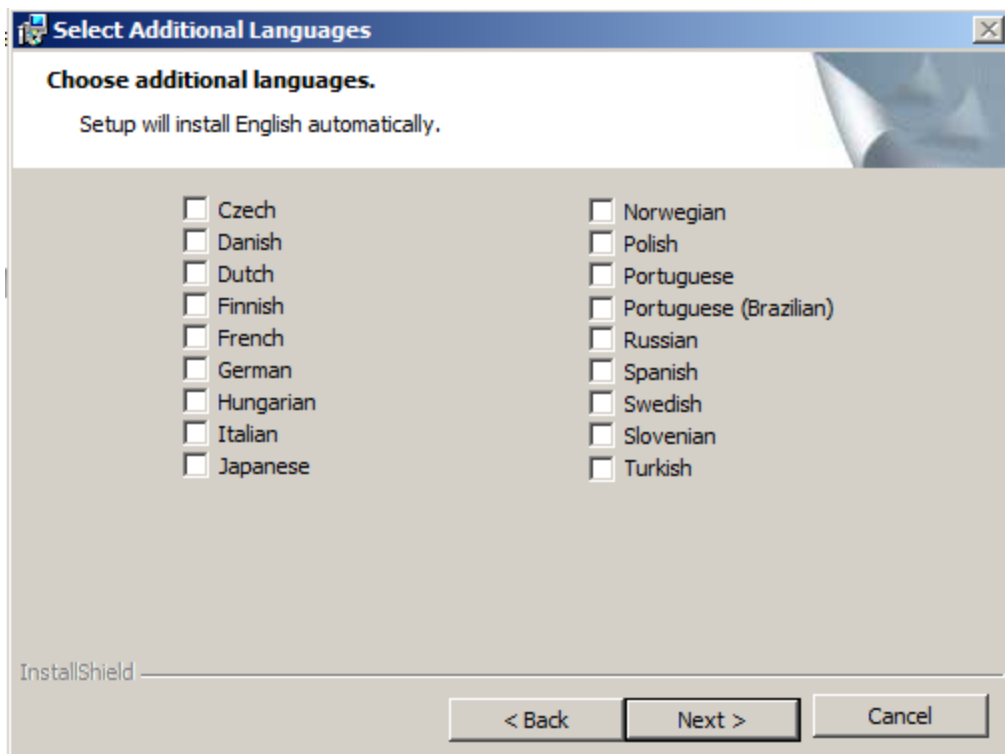 Select Additional Languages
Choose additional languages.
Setup will install English automatically.
Czech
Danish
Dutch
Finnish
French
German
Hungarian
Italian
Japanese
Norwegian
Polish
Portuguese
Portuguese (Brazilian)
Russian
Spanish
Swedish
Slovenian
Turkish
InstallShield
< Back
Next >
Cancel